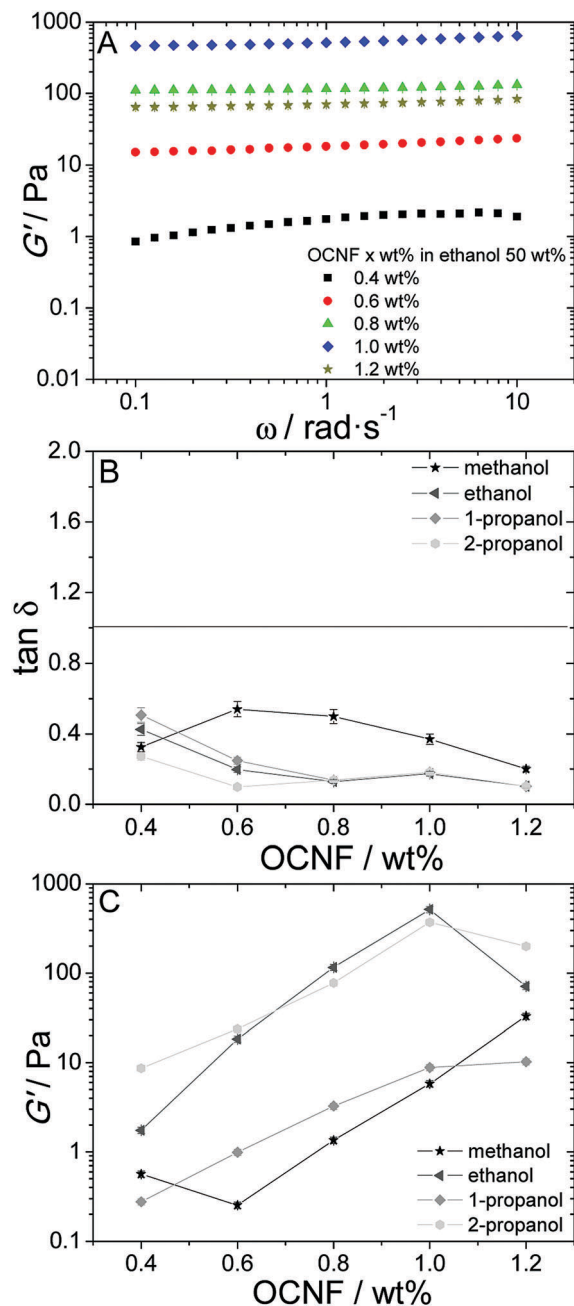 A
1000
100
10
1
0.1
0.01
G'/ Pa
OCNF x wt% in ethanol 50 wt%
0.4 wt%
0.6 wt%
0.8 wt%
1.0 wt%
1.2 wt%
0.1
1
10
ω / rad·s⁻¹
B
2.0
1.6
1.2
0.8
0.4
0.0
tan δ
methanol
ethanol
1-propanol
2-propanol
0.4
0.6
0.8
1.0
1.2
OCNF / wt%
C
1000
100
10
1
0.1
G'/ Pa
methanol
ethanol
1-propanol
2-propanol
0.4
0.6
0.8
1.0
1.2
OCNF / wt%